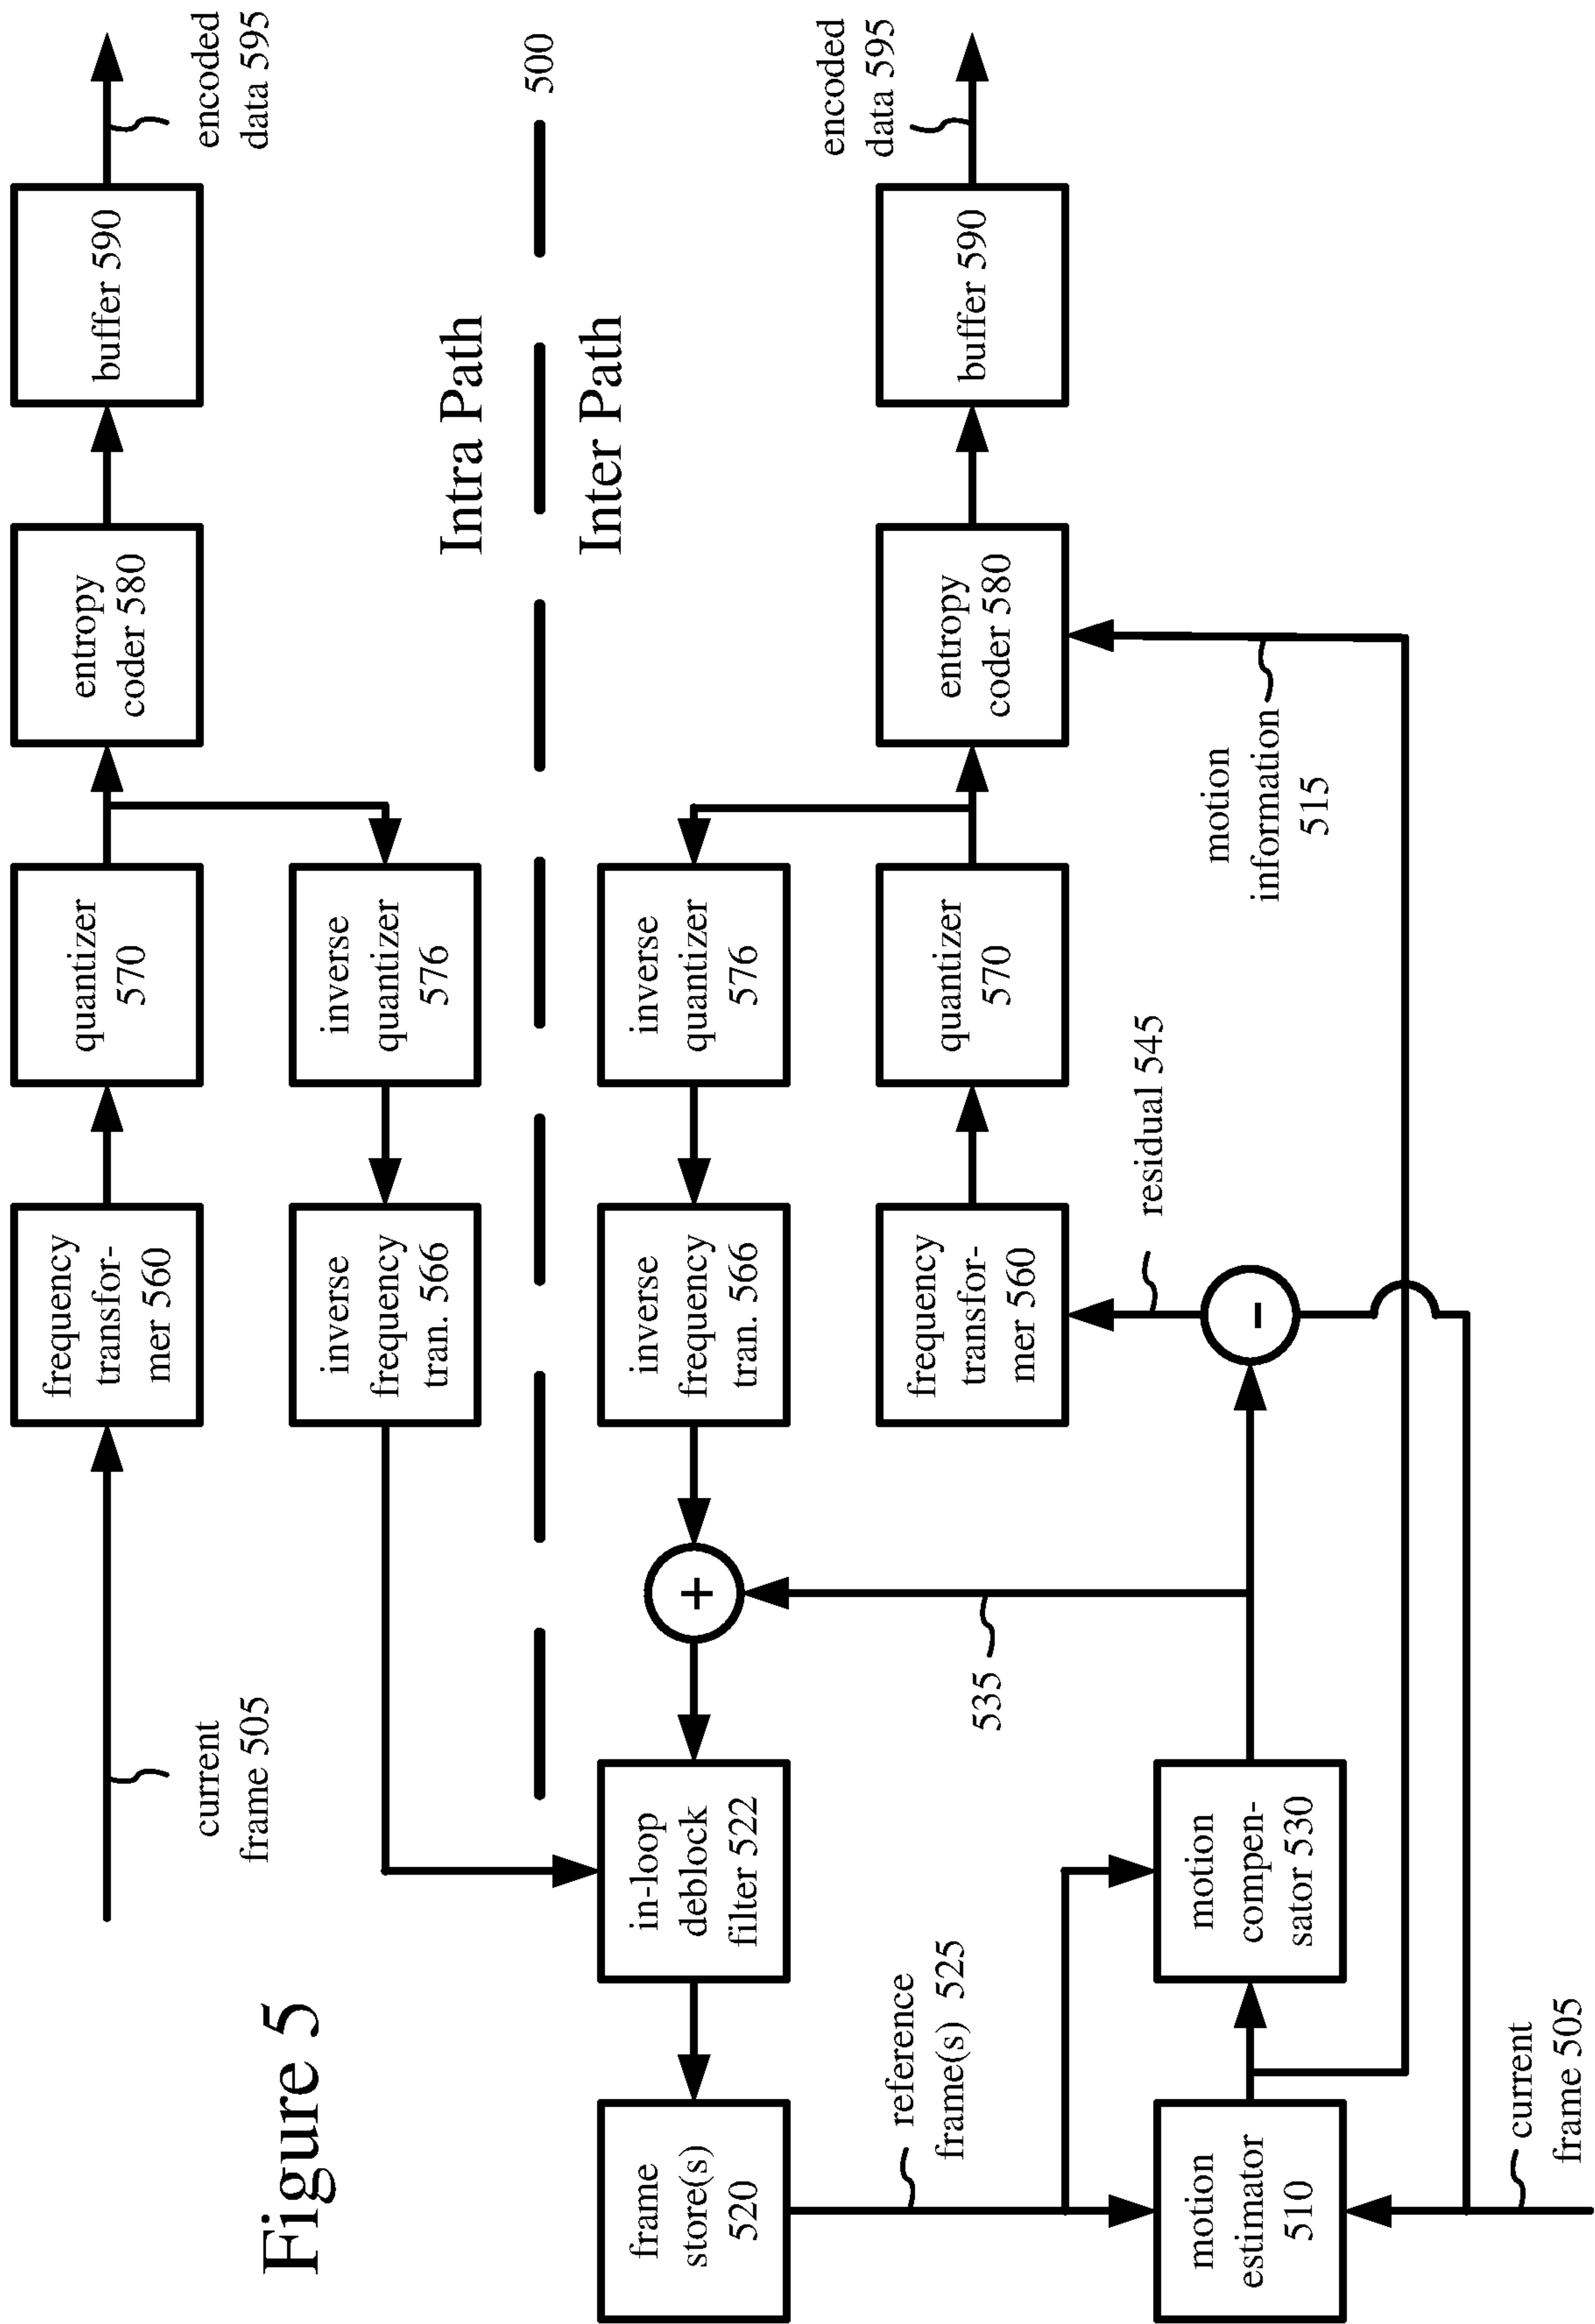 Figure 5
current
frame 505
frequency
transfor-
mer 560
quantizer
570
entropy
coder 580
buffer 590
encoded
data 595
inverse
frequency
tran. 566
inverse
quantizer
576
Intra Path
500
Inter Path
frame
store(s)
520
in-loop
deblock
filter 522
+
inverse
frequency
tran. 566
inverse
quantizer
576
encoded
data 595
reference
frame(s) 525
535
frequency
transfor-
mer 560
quantizer
570
entropy
coder 580
buffer 590
residual 545
motion
estimator
510
motion
compen-
sator 530
-
motion
information
515
current
frame 505